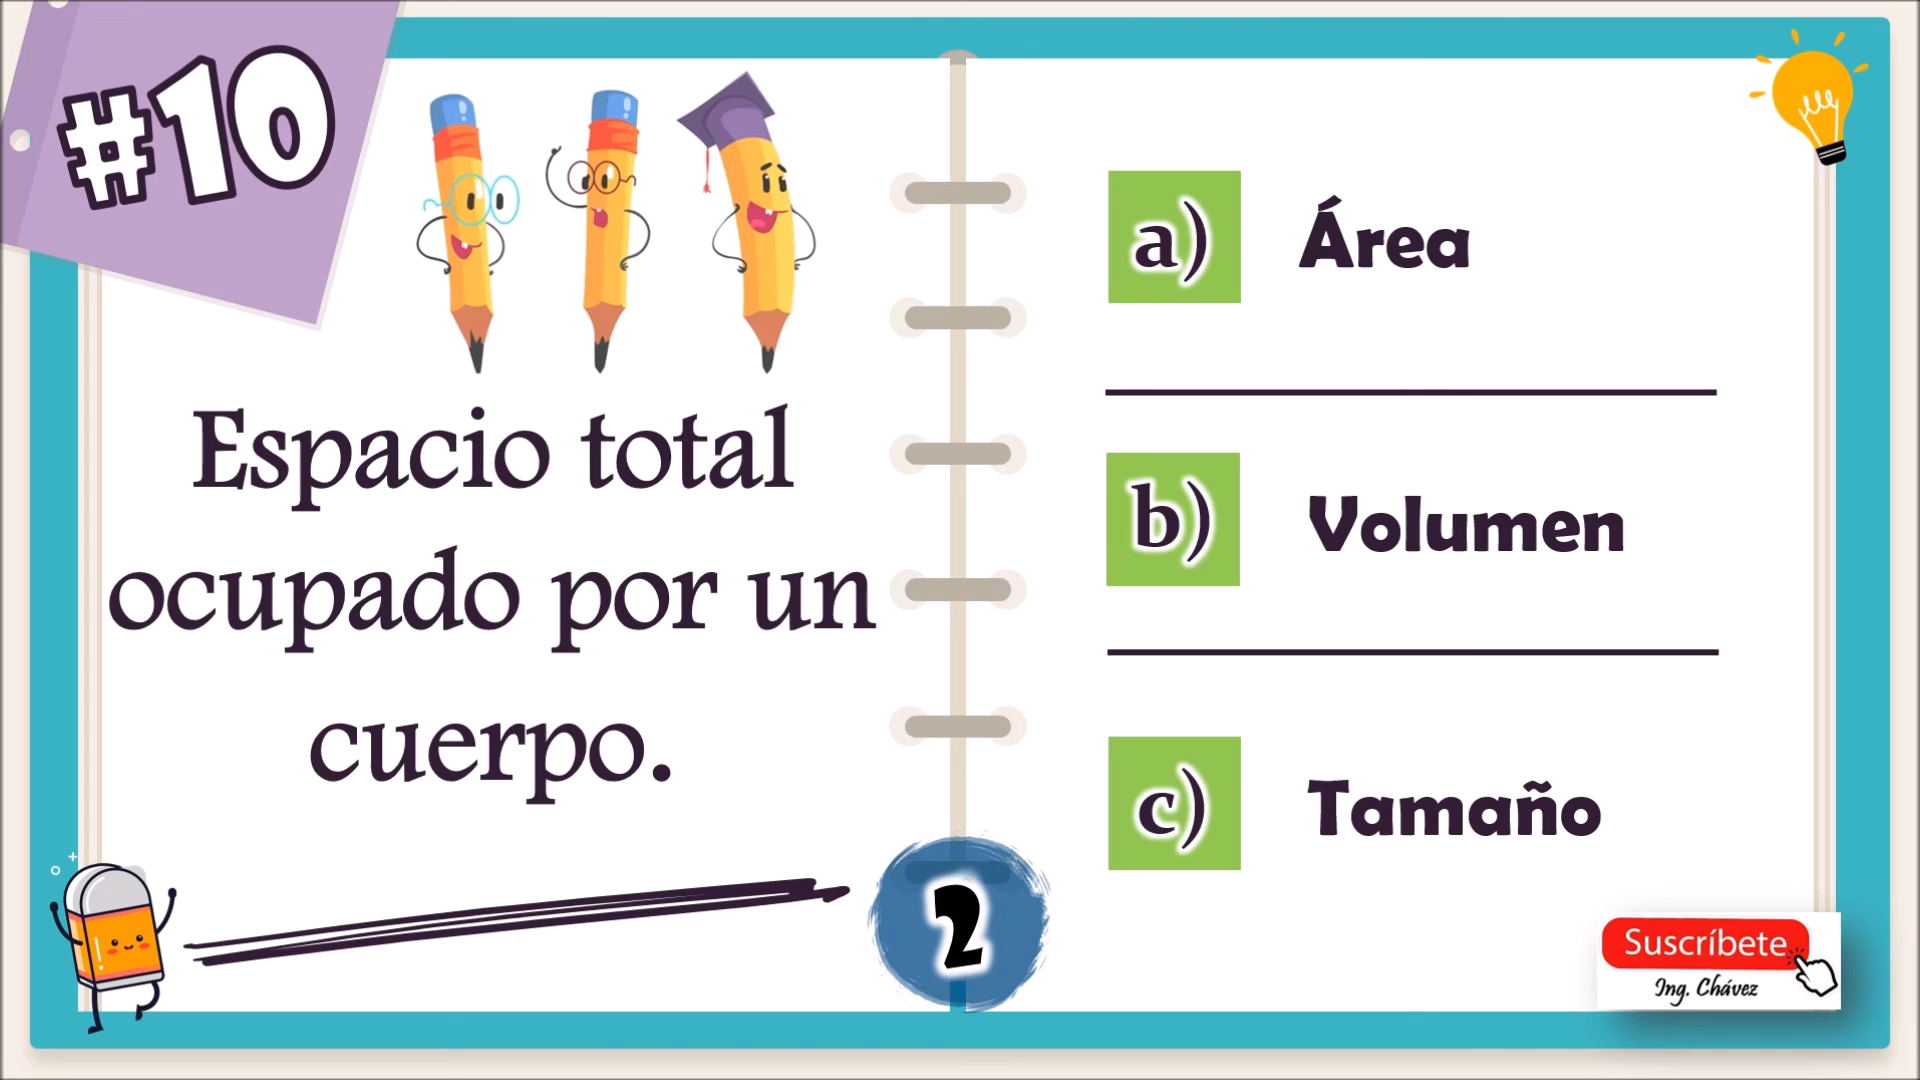 #10
Espacio total
ocupado por un
cuerpo.
a) Área
b) Volumen
c) Tamaño
2
Suscríbete
Ing. Chávez